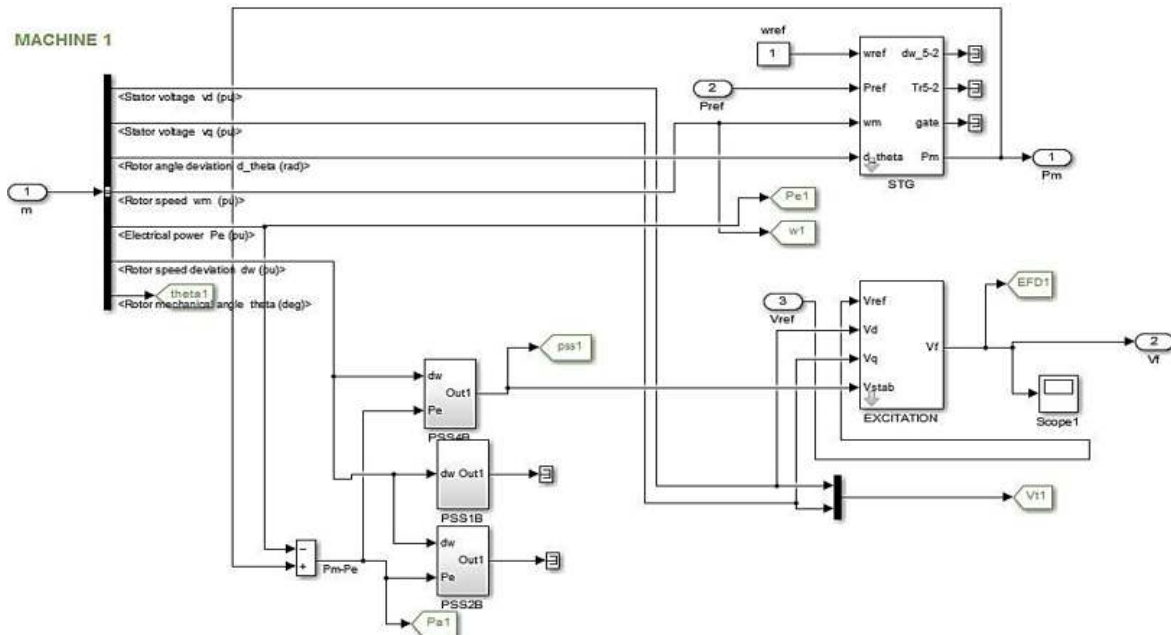 MACHINE 1
wref
1
wref
dw_5-2
2
Pref
Pref
Tr5-2
wm
gate
d_theta
Pm
STG
1
Pm
1
m
<Stator voltage vd (pu)>
<Stator voltage vq (pu)>
<Rotor angle deviation d_theta (rad)>
<Rotor speed wm (pu)>
<Electrical power Pe (pu)>
<Rotor speed deviation dw (pu)>
<Rotor mechanical angle theta (deg)>
theta1
Pe1
w1
EFD1
3
Vref
Vref
Vd
Vq
Vstab
Vf
EXCITATION
2
Vf
Scope1
pss1
dw
Out1
Pe
PSS4B
dw Out1
PSS1B
dw
Out1
Pe
PSS2B
Vt1
−
+
Pm-Pe
Pa1